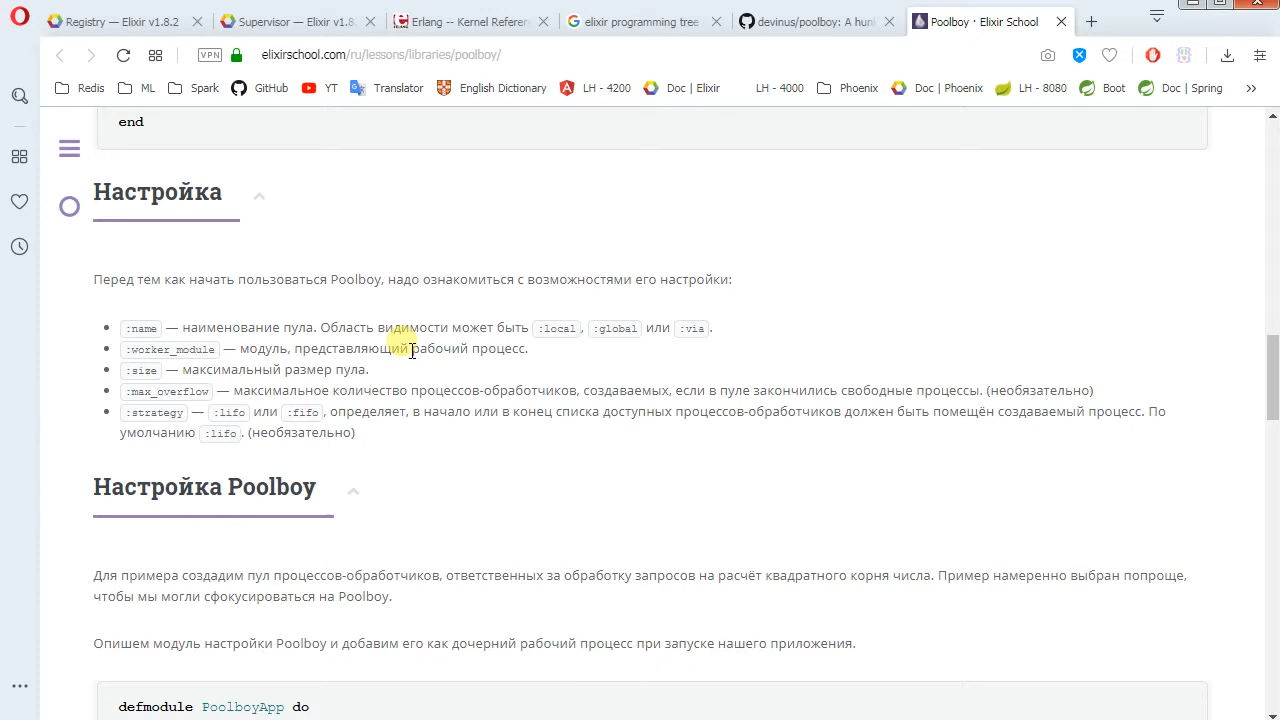 Registry — Elixir v1.8.2
Supervisor — Elixir v1.8.
Erlang -- Kernel Referen
elixir programming tree
devinus/poolboy: A hun
Poolboy · Elixir School
VPN
elixirschool.com/ru/lessons/libraries/poolboy/
Redis
ML
Spark
GitHub
YT
Translator
English Dictionary
LH - 4200
Doc | Elixir
LH - 4000
Phoenix
Doc | Phoenix
LH - 8080
Boot
Doc | Spring
end
Настройка
Перед тем как начать пользоваться Poolboy, надо ознакомиться с возможностями его настройки:
:name — наименование пула. Область видимости может быть :local, :global или :via.
:worker_module — модуль, представляющий рабочий процесс.
:size — максимальный размер пула.
:max_overflow — максимальное количество процессов-обработчиков, создаваемых, если в пуле закончились свободные процессы. (необязательно)
:strategy — :lifo или :fifo, определяет, в начало или в конец списка доступных процессов-обработчиков должен быть помещён создаваемый процесс. По
умолчанию :lifo. (необязательно)
Настройка Poolboy
Для примера создадим пул процессов-обработчиков, ответственных за обработку запросов на расчёт квадратного корня числа. Пример намеренно выбран попроще,
чтобы мы могли сфокусироваться на Poolboy.
Опишем модуль настройки Poolboy и добавим его как дочерний рабочий процесс при запуске нашего приложения.
defmodule PoolboyApp do